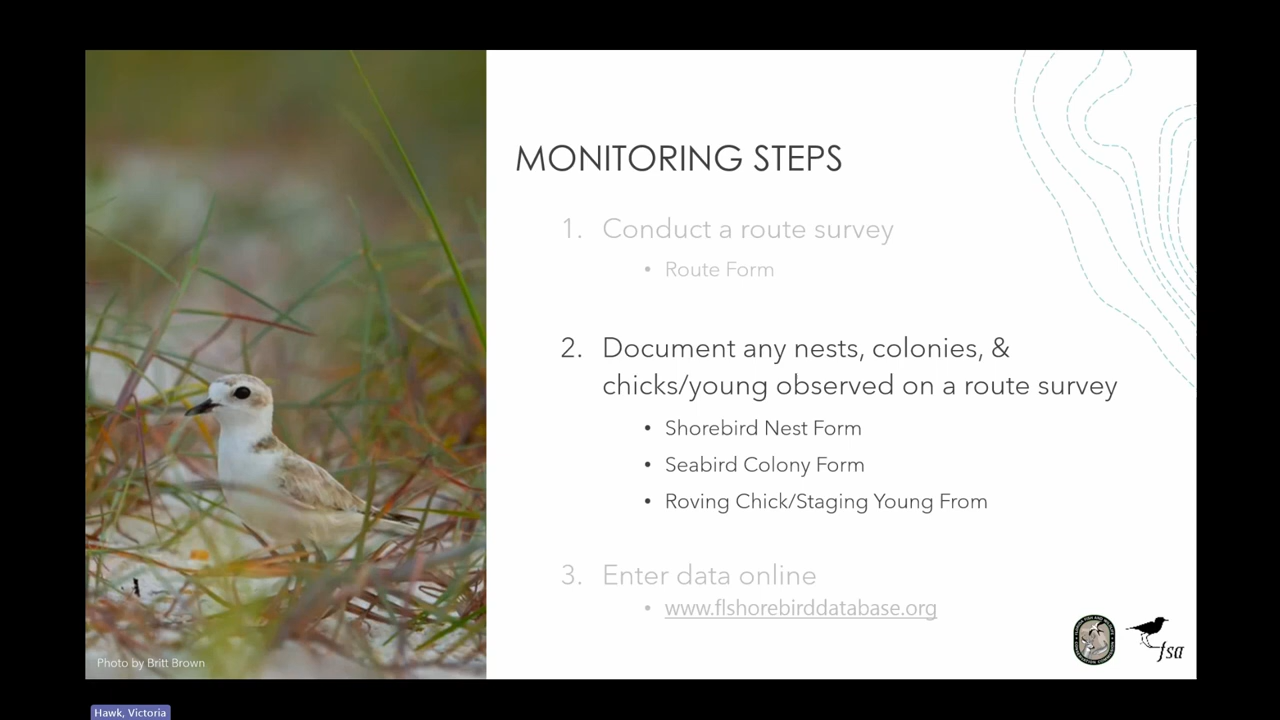 MONITORING STEPS
1. Conduct a route survey
• Route Form
2. Document any nests, colonies, &
chicks/young observed on a route survey
• Shorebird Nest Form
• Seabird Colony Form
• Roving Chick/Staging Young From
3. Enter data online
• www.flshorebirddatabase.org
fsa
Photo by Britt Brown
Hawk, Victoria